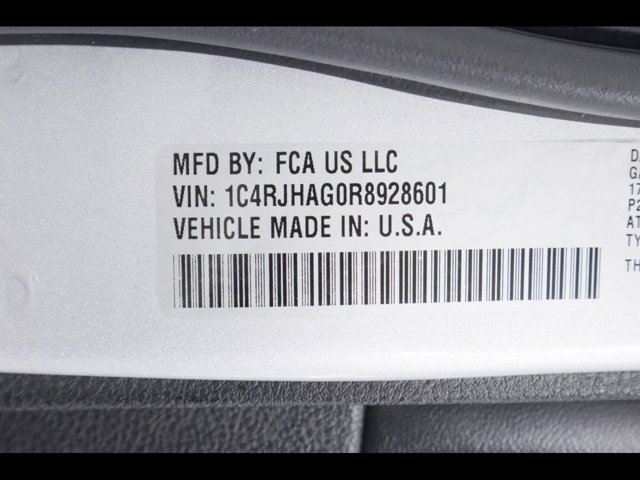 MFD BY: FCA US LLC
VIN: 1C4RJHAG0R8928601
VEHICLE MADE IN: U.S.A.